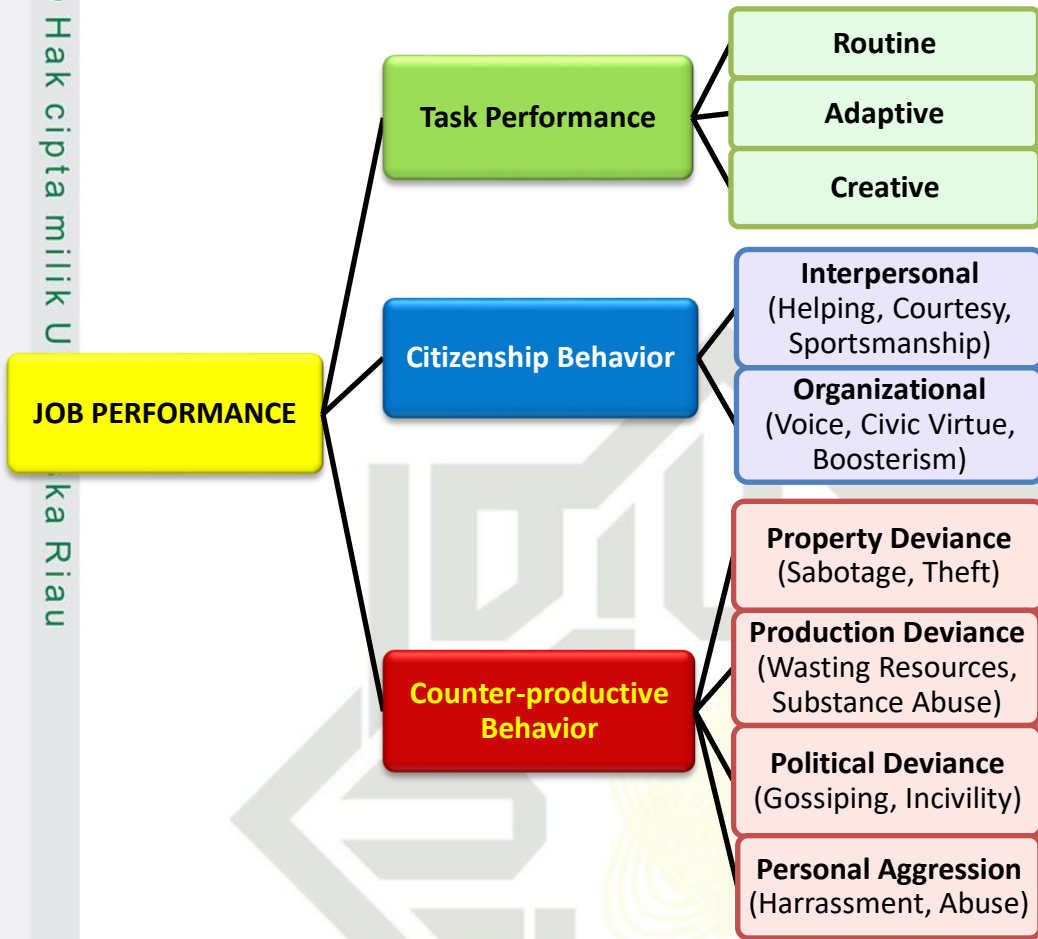 Hak cipta milik U
ka Riau
Routine
Task Performance
Adaptive
Creative
Interpersonal
(Helping, Courtesy,
Sportsmanship)
Citizenship Behavior
Organizational
(Voice, Civic Virtue,
Boosterism)
JOB PERFORMANCE
Property Deviance
(Sabotage, Theft)
Production Deviance
(Wasting Resources,
Substance Abuse)
Counter-productive
Behavior
Political Deviance
(Gossiping, Incivility)
Personal Aggression
(Harrassment, Abuse)